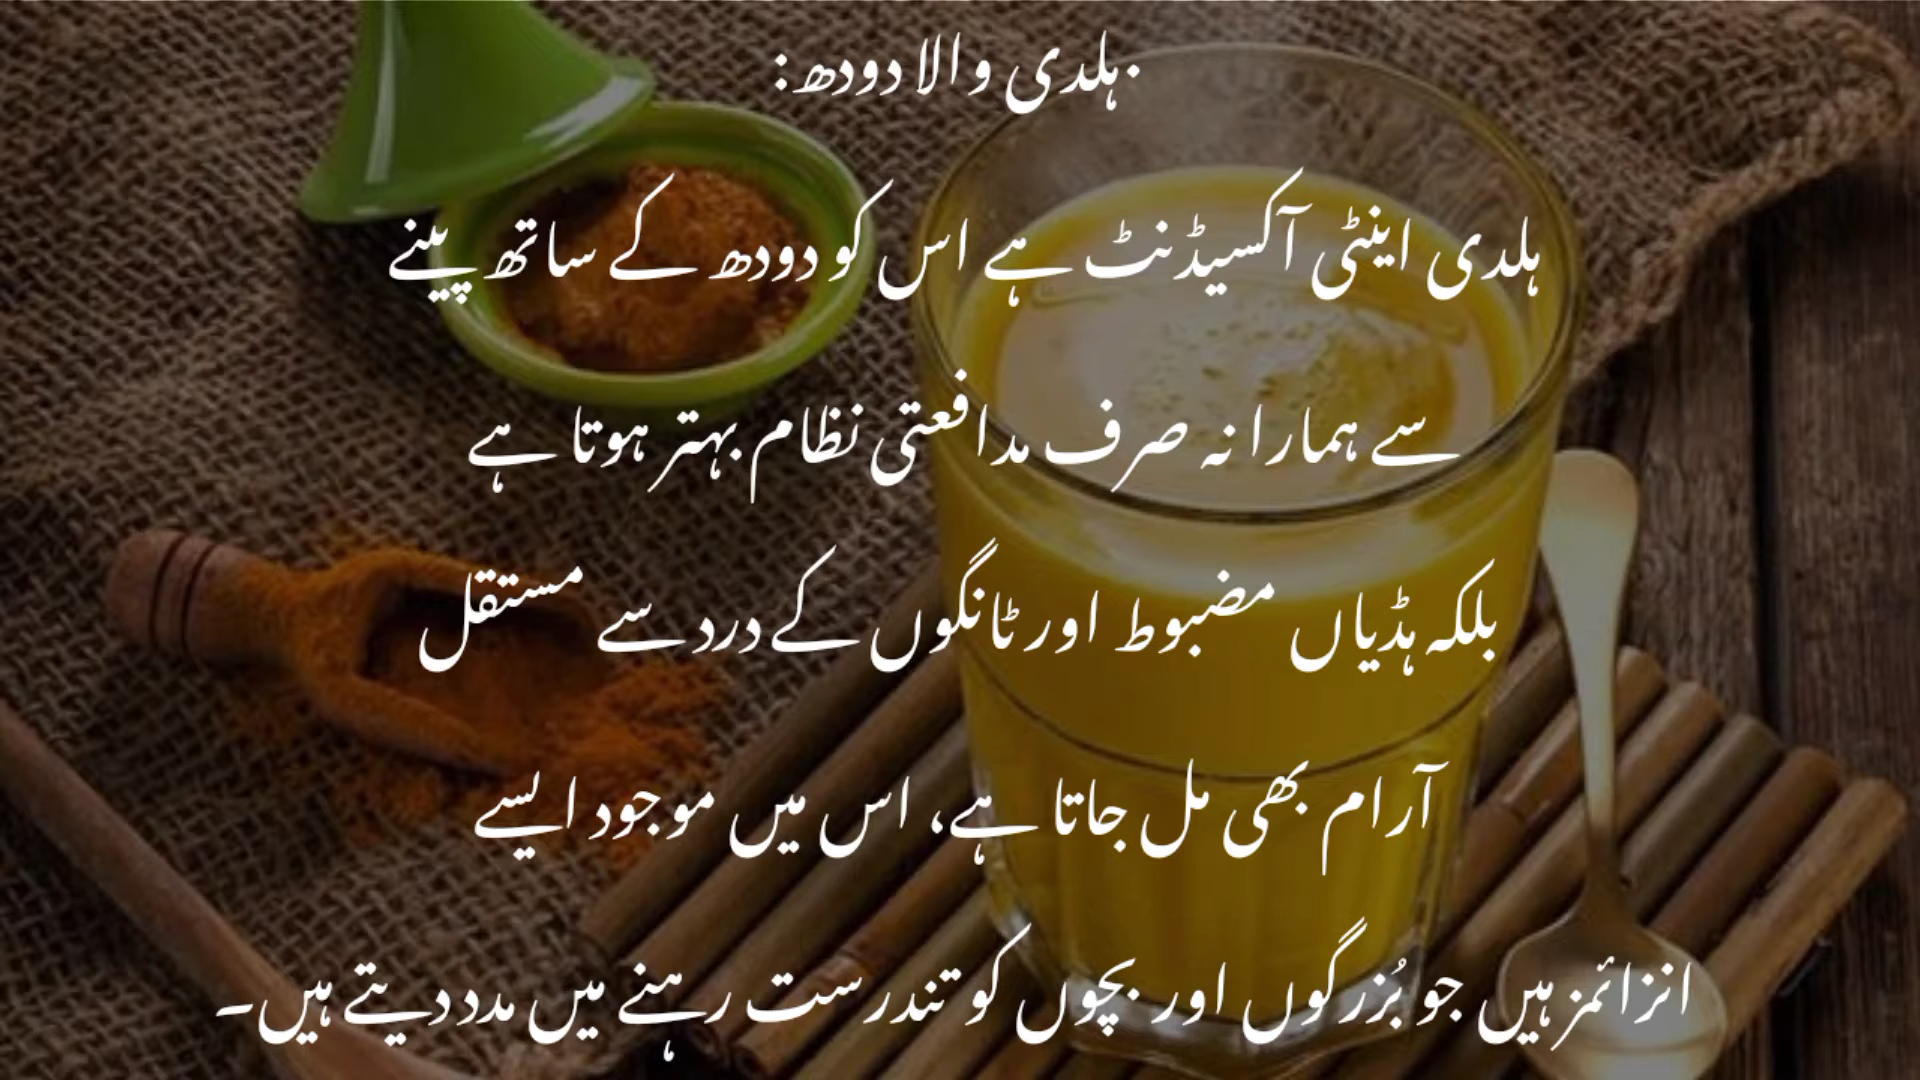 .ہلدی والا دودھ:
ہلدی اینٹی آکسیڈنٹ ہے اس کو دودھ کے ساتھ پینے
سے ہمارا نہ صرف مدافعتی نظام بہتر ہوتا ہے
بلکہ ہڈیاں مضبوط اور ٹانگوں کے درد سے مستقل
آرام بھی مل جاتا ہے، اس میں موجود ایسے
انزائمز ہیں جو بُزرگوں اور بچوں کو تندرست رہنے میں مدد دیتے ہیں۔